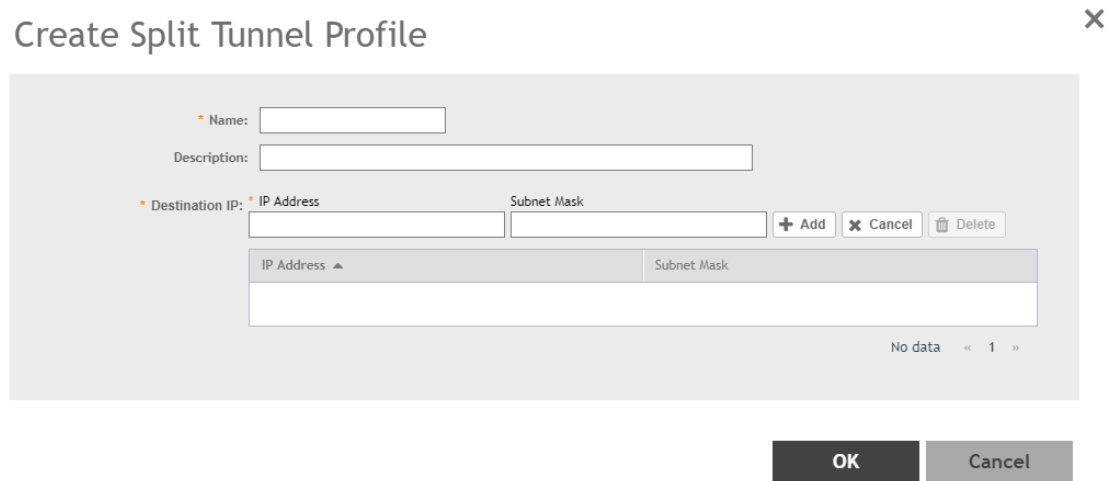 Create Split Tunnel Profile
* Name:
Description:
* Destination IP: * IP Address Subnet Mask
Add Cancel Delete
IP Address Subnet Mask
No data « 1 »
OK Cancel